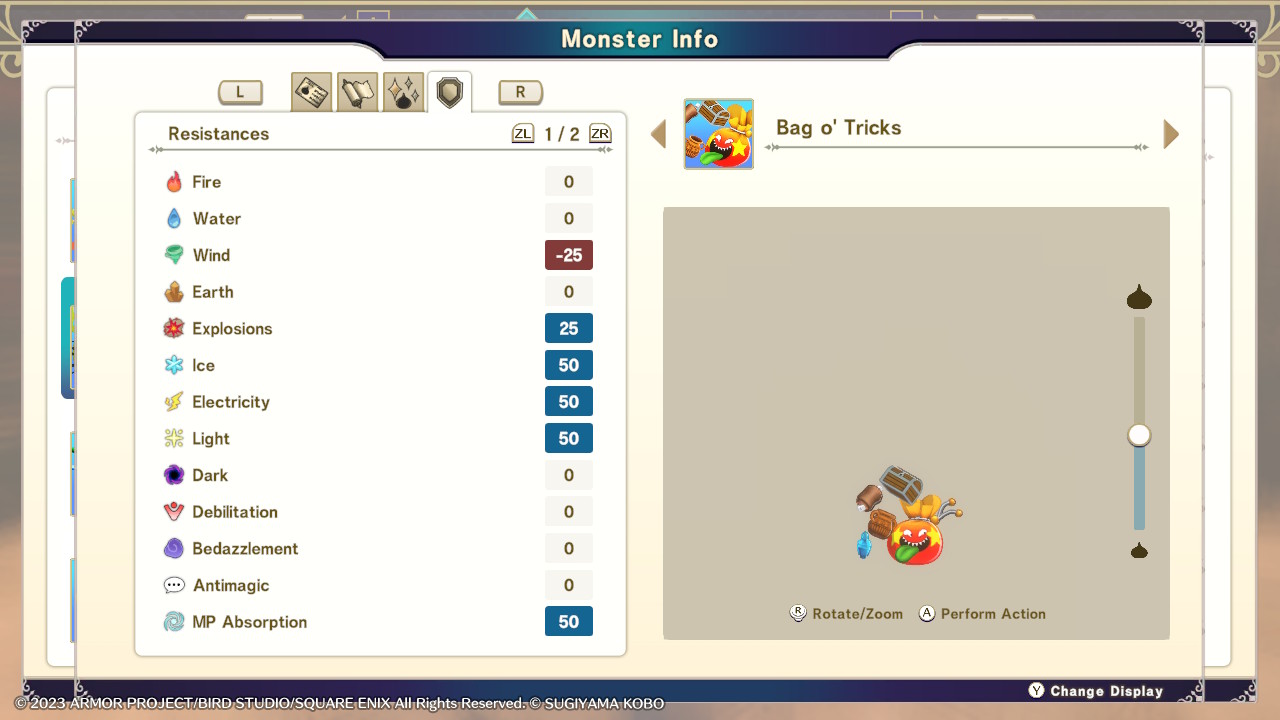 Monster Info
L
R
Resistances
ZL 1 / 2 ZR
Fire 0
Water 0
Wind -25
Earth 0
Explosions 25
Ice 50
Electricity 50
Light 50
Dark 0
Debilitation 0
Bedazzlement 0
Antimagic 0
MP Absorption 50
Bag o' Tricks
R Rotate/Zoom A Perform Action
Y Change Display
© 2023 ARMOR PROJECT/BIRD STUDIO/SQUARE ENIX All Rights Reserved. © SUGIYAMA KOBO